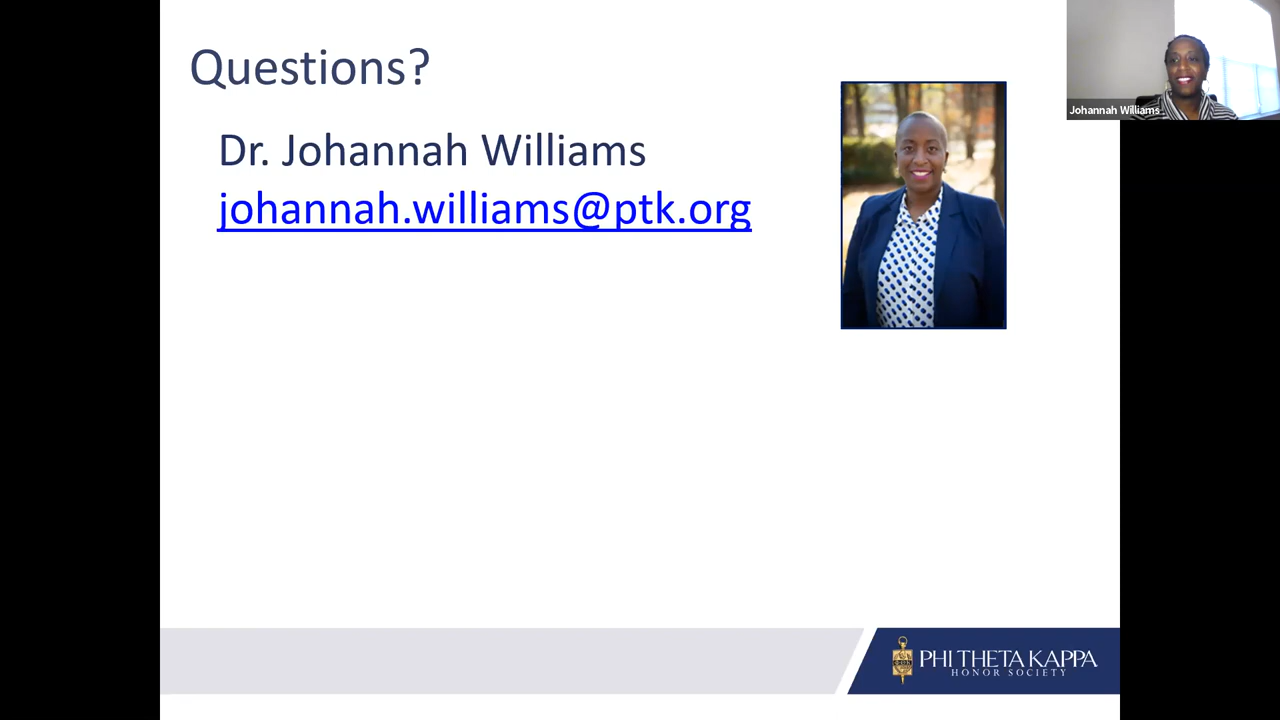 Questions?
Dr. Johannah Williams
johannah.williams@ptk.org
Johannah Williams
PHI THETA KAPPA
HONOR SOCIETY